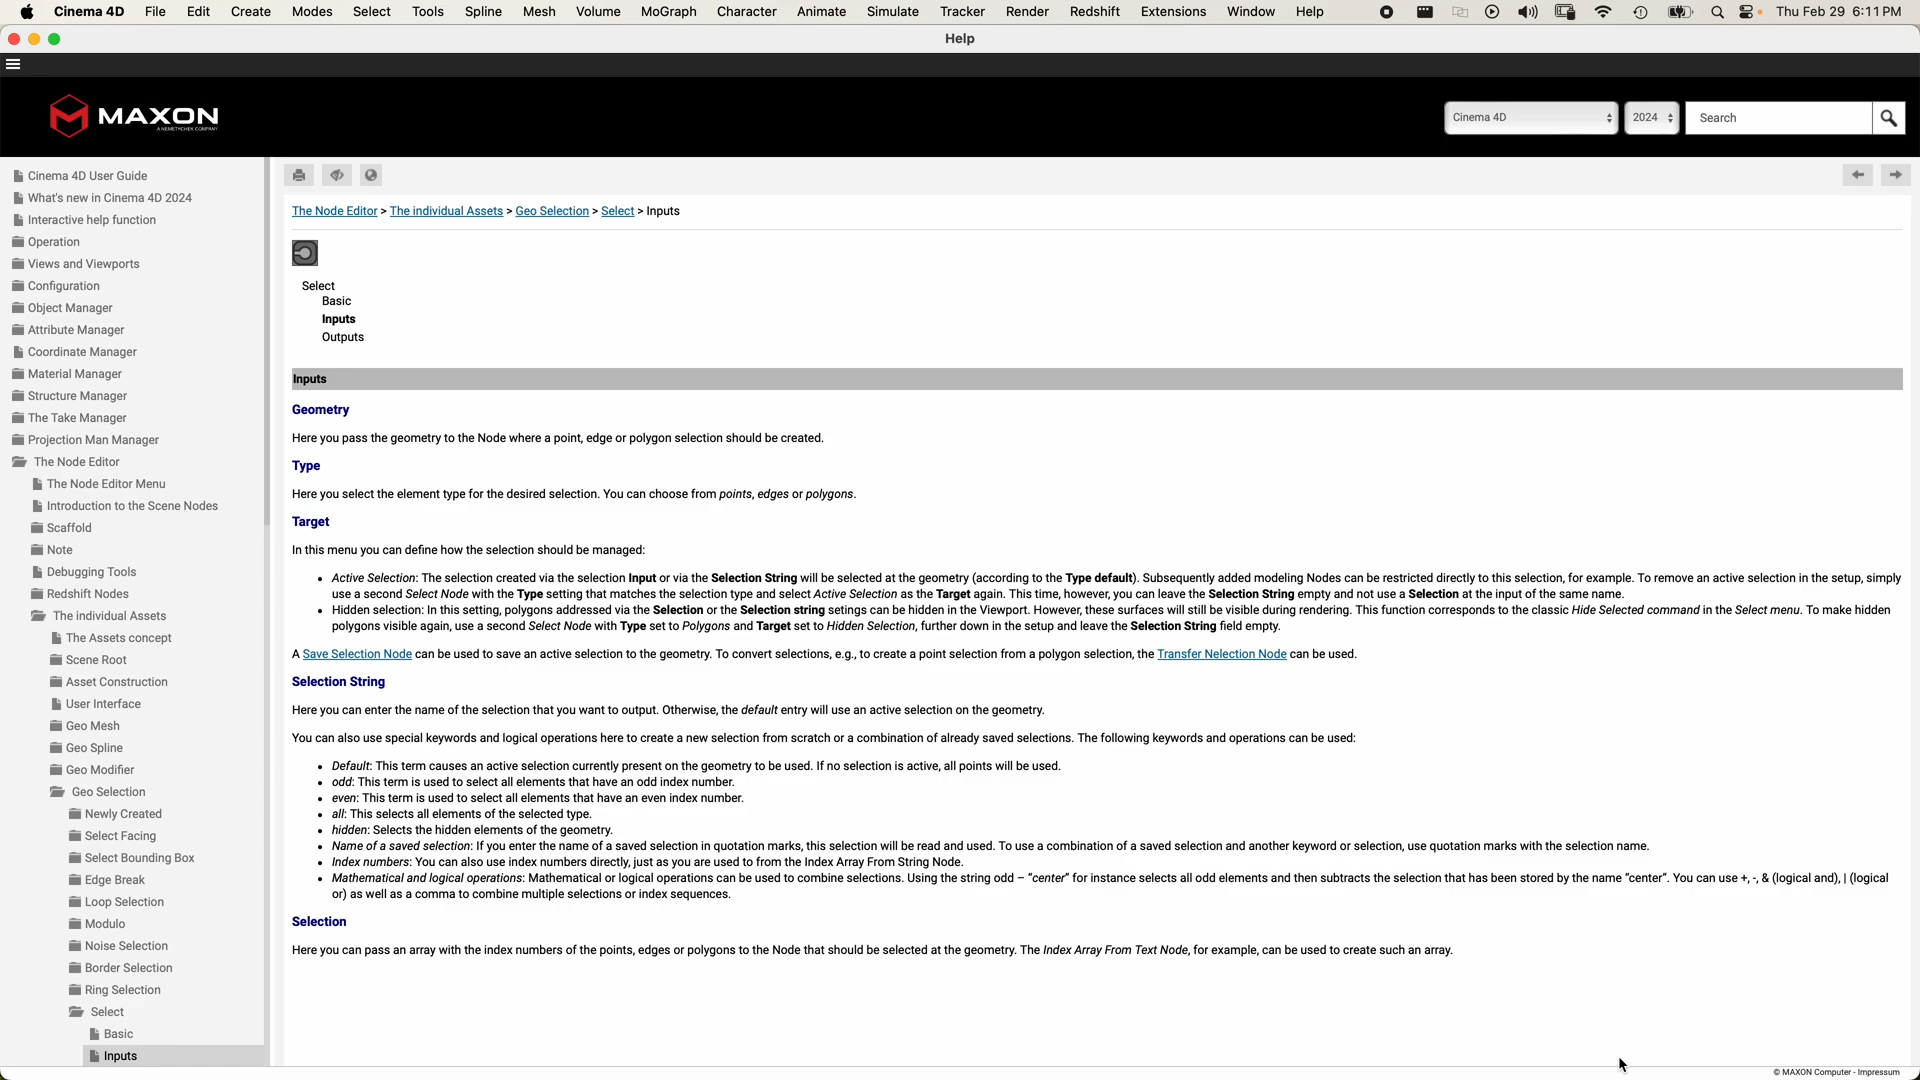 Cinema 4D File Edit Create Modes Select Tools Spline Mesh Volume MoGraph Character Animate Simulate Tracker Render Redshift Extensions Window Help Thu Feb 29 6:11 PM
Help
MAXON
A NEMETSCHEK COMPANY
Cinema 4D 2024 Search
Cinema 4D User Guide
What's new in Cinema 4D 2024
Interactive help function
Operation
Views and Viewports
Configuration
Object Manager
Attribute Manager
Coordinate Manager
Material Manager
Structure Manager
The Take Manager
Projection Man Manager
The Node Editor
The Node Editor Menu
Introduction to the Scene Nodes
Scaffold
Note
Debugging Tools
Redshift Nodes
The individual Assets
The Assets concept
Scene Root
Asset Construction
User Interface
Geo Mesh
Geo Spline
Geo Modifier
Geo Selection
Newly Created
Select Facing
Select Bounding Box
Edge Break
Loop Selection
Modulo
Noise Selection
Border Selection
Ring Selection
Select
Basic
Inputs
The Node Editor > The individual Assets > Geo Selection > Select > Inputs
Select
Basic
Inputs
Outputs
Inputs
Geometry
Here you pass the geometry to the Node where a point, edge or polygon selection should be created.
Type
Here you select the element type for the desired selection. You can choose from points, edges or polygons.
Target
In this menu you can define how the selection should be managed:
• Active Selection: The selection created via the selection Input or via the Selection String will be selected at the geometry (according to the Type default). Subsequently added modeling Nodes can be restricted directly to this selection, for example. To remove an active selection in the setup, simply
use a second Select Node with the Type setting that matches the selection type and select Active Selection as the Target again. This time, however, you can leave the Selection String empty and not use a Selection at the input of the same name.
• Hidden selection: In this setting, polygons addressed via the Selection or the Selection string setings can be hidden in the Viewport. However, these surfaces will still be visible during rendering. This function corresponds to the classic Hide Selected command in the Select menu. To make hidden
polygons visible again, use a second Select Node with Type set to Polygons and Target set to Hidden Selection, further down in the setup and leave the Selection String field empty.
A Save Selection Node can be used to save an active selection to the geometry. To convert selections, e.g., to create a point selection from a polygon selection, the Transfer Nelection Node can be used.
Selection String
Here you can enter the name of the selection that you want to output. Otherwise, the default entry will use an active selection on the geometry.
You can also use special keywords and logical operations here to create a new selection from scratch or a combination of already saved selections. The following keywords and operations can be used:
• Default: This term causes an active selection currently present on the geometry to be used. If no selection is active, all points will be used.
• odd: This term is used to select all elements that have an odd index number.
• even: This term is used to select all elements that have an even index number.
• all: This selects all elements of the selected type.
• hidden: Selects the hidden elements of the geometry.
• Name of a saved selection: If you enter the name of a saved selection in quotation marks, this selection will be read and used. To use a combination of a saved selection and another keyword or selection, use quotation marks with the selection name.
• Index numbers: You can also use index numbers directly, just as you are used to from the Index Array From String Node.
• Mathematical and logical operations: Mathematical or logical operations can be used to combine selections. Using the string odd – “center” for instance selects all odd elements and then subtracts the selection that has been stored by the name “center”. You can use +, -, & (logical and), | (logical
or) as well as a comma to combine multiple selections or index sequences.
Selection
Here you can pass an array with the index numbers of the points, edges or polygons to the Node that should be selected at the geometry. The Index Array From Text Node, for example, can be used to create such an array.
© MAXON Computer - Impressum